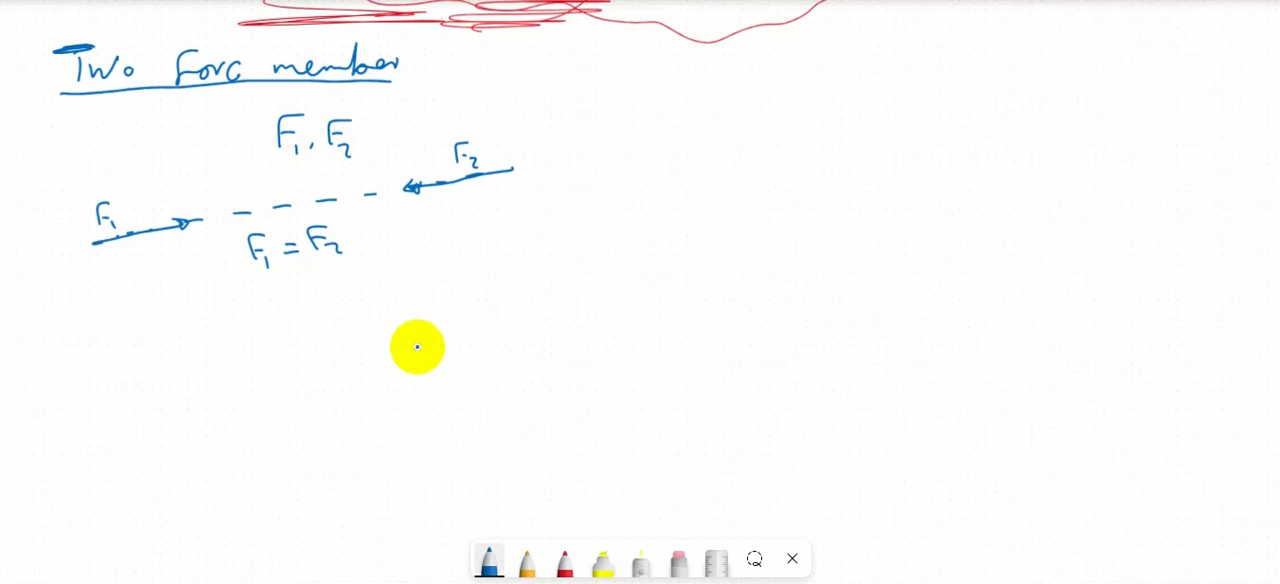 Two Forc member
F₁, F₂
F₂
F₁
F₁ = F₂